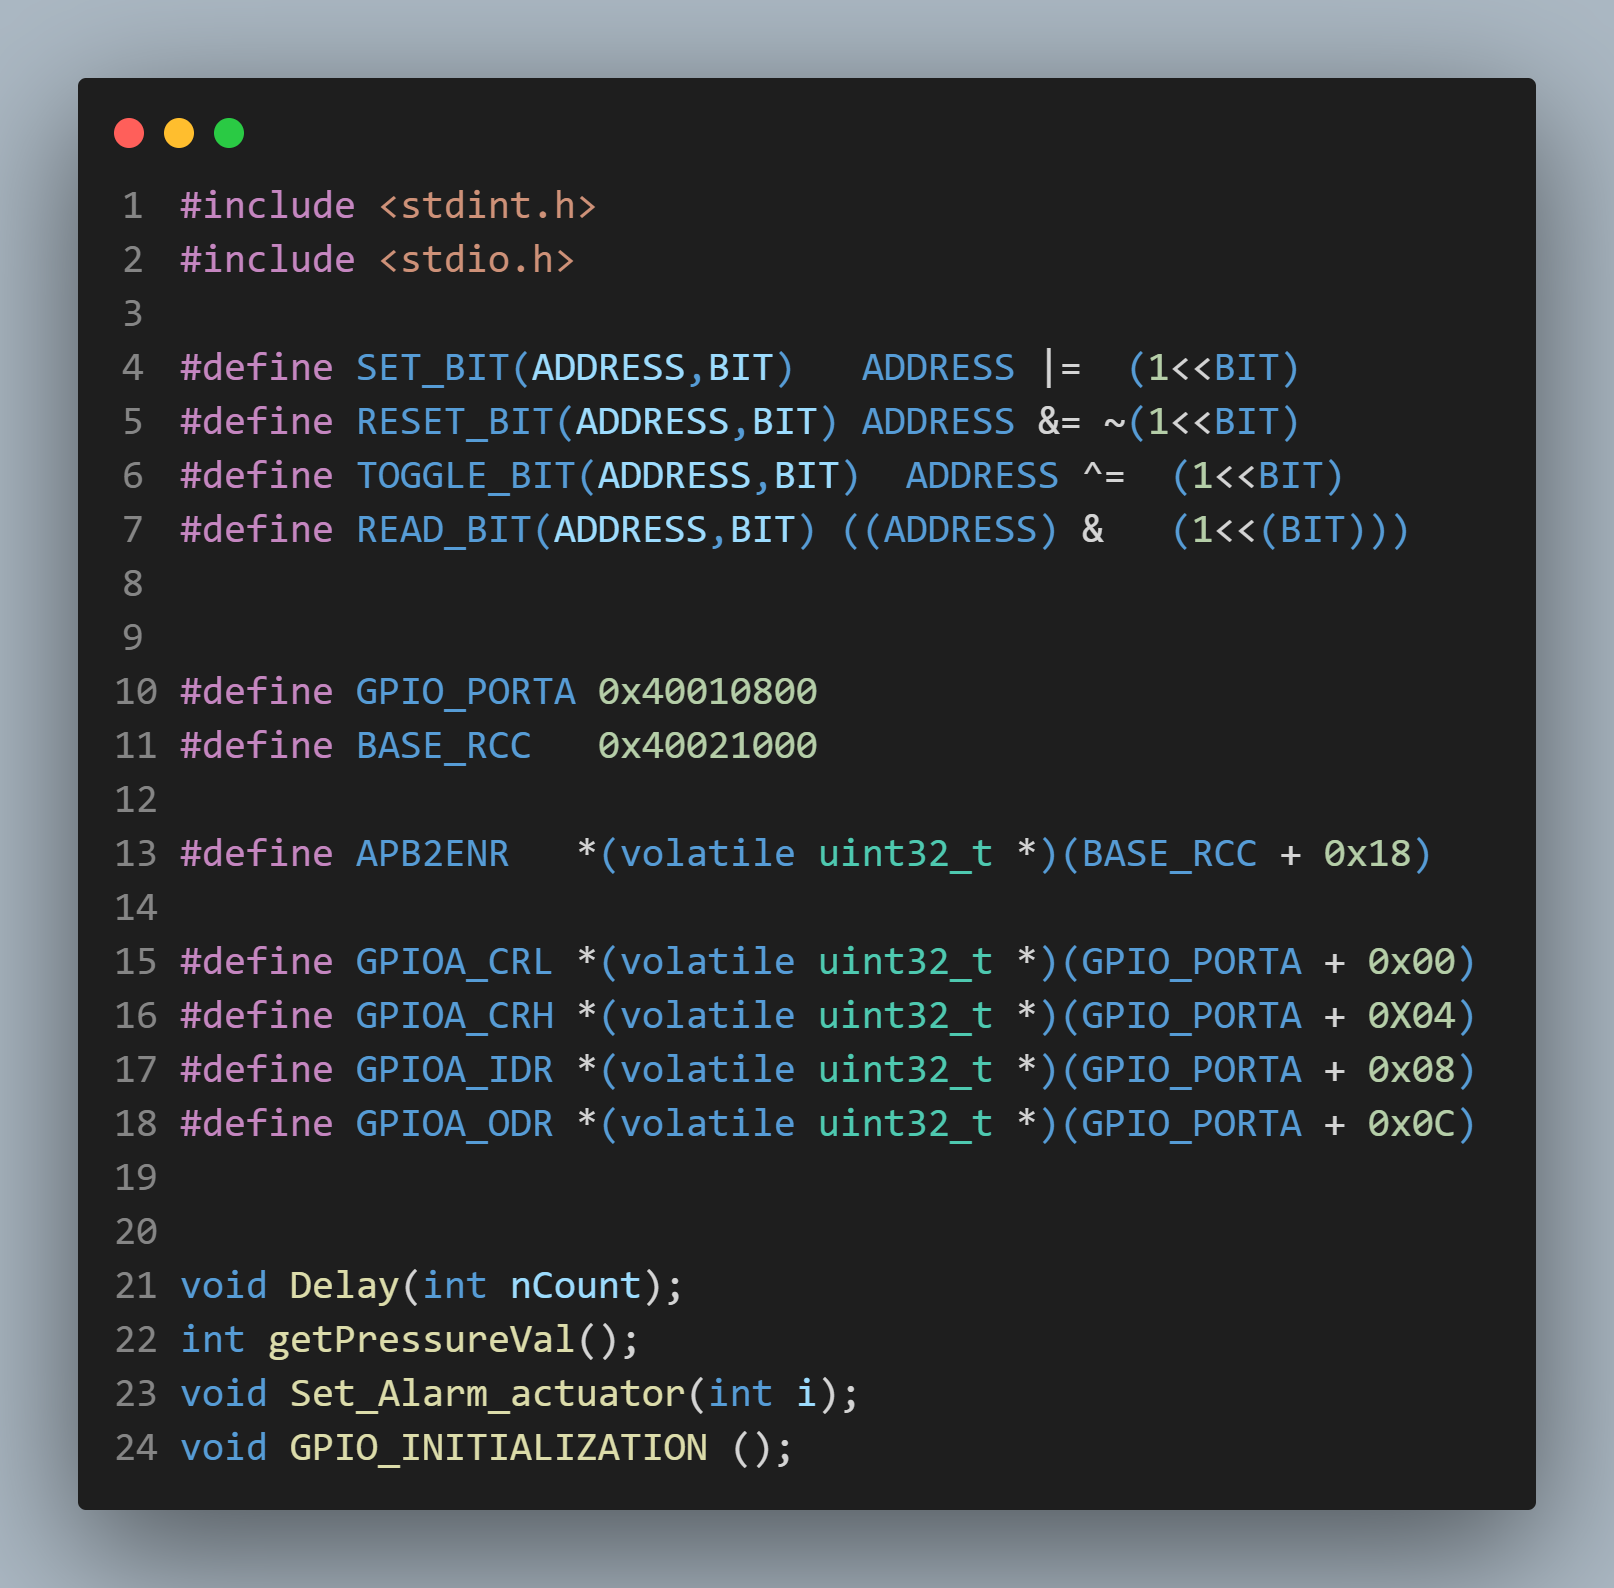 1 #include <stdint.h>
2 #include <stdio.h>
3
4 #define SET_BIT(ADDRESS,BIT)   ADDRESS |=  (1<<BIT)
5 #define RESET_BIT(ADDRESS,BIT) ADDRESS &= ~(1<<BIT)
6 #define TOGGLE_BIT(ADDRESS,BIT)  ADDRESS ^=  (1<<BIT)
7 #define READ_BIT(ADDRESS,BIT) ((ADDRESS) &   (1<<(BIT)))
8
9
10 #define GPIO_PORTA 0x40010800
11 #define BASE_RCC   0x40021000
12
13 #define APB2ENR   *(volatile uint32_t *)(BASE_RCC + 0x18)
14
15 #define GPIOA_CRL *(volatile uint32_t *)(GPIO_PORTA + 0x00)
16 #define GPIOA_CRH *(volatile uint32_t *)(GPIO_PORTA + 0X04)
17 #define GPIOA_IDR *(volatile uint32_t *)(GPIO_PORTA + 0x08)
18 #define GPIOA_ODR *(volatile uint32_t *)(GPIO_PORTA + 0x0C)
19
20
21 void Delay(int nCount);
22 int getPressureVal();
23 void Set_Alarm_actuator(int i);
24 void GPIO_INITIALIZATION ();